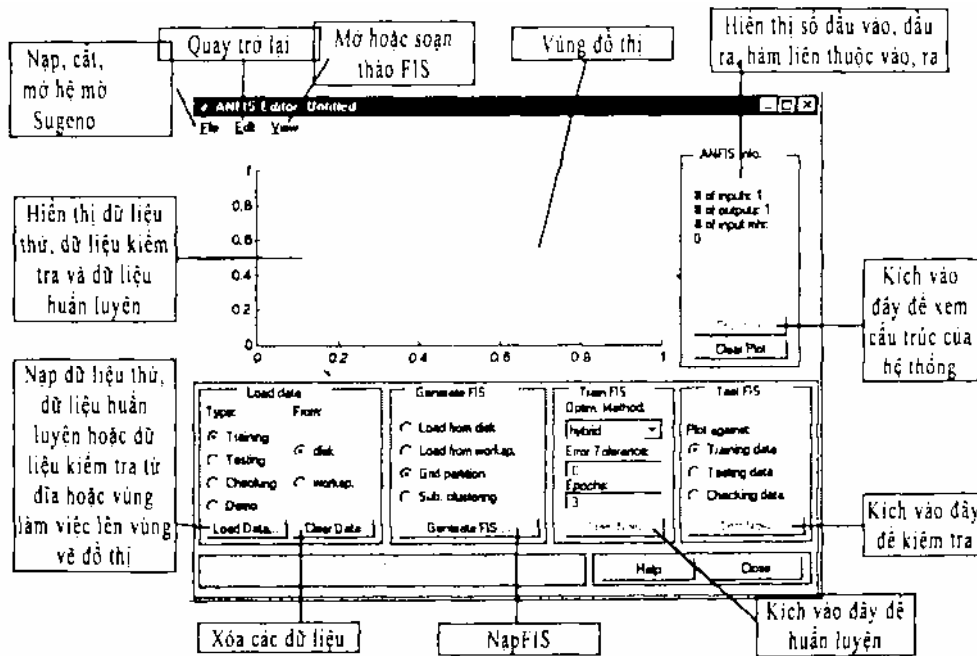 Quay trở lại
Mở hoặc soạn
thảo FIS
Vùng đồ thị
Hiển thị số đầu vào, đầu
ra, hàm liên thuộc vào, ra
Nạp, cắt,
mở hệ mờ
Sugeno
ANFIS Editor: Untitled
File Edit View
ANFIS Info.
# of inputs: 1
# of outputs: 1
# of input mfs:
0
Clear Plot
1
0.8
0.6
0.4
0.2
0
0 0.2 0.4 0.6 0.8 1
Hiển thị dữ liệu
thử, dữ liệu kiểm
tra và dữ liệu
huấn luyện
Kích vào
đây để xem
cấu trúc của
hệ thống
Nạp dữ liệu thử,
dữ liệu huấn
luyện hoặc dữ
liệu kiểm tra từ
đĩa hoặc vùng
làm việc lên vùng
vẽ đồ thị
Load data
Type: From:
Training
Testing
Checking
Demo
disk
worksp.
Load Data... Clear Data
Generate FIS
Load from disk
Load from worksp.
Grid partition
Sub. clustering
Generate FIS...
Train FIS
Optim. Method:
hybrid
Error Tolerance:
0
Epochs:
3
Train Now
Test FIS
Plot against:
Training data
Testing data
Checking data
Test Now
Help Close
Kích vào đây
để kiểm tra
Xóa các dữ liệu
NạpFIS
Kích vào đây để
huấn luyện